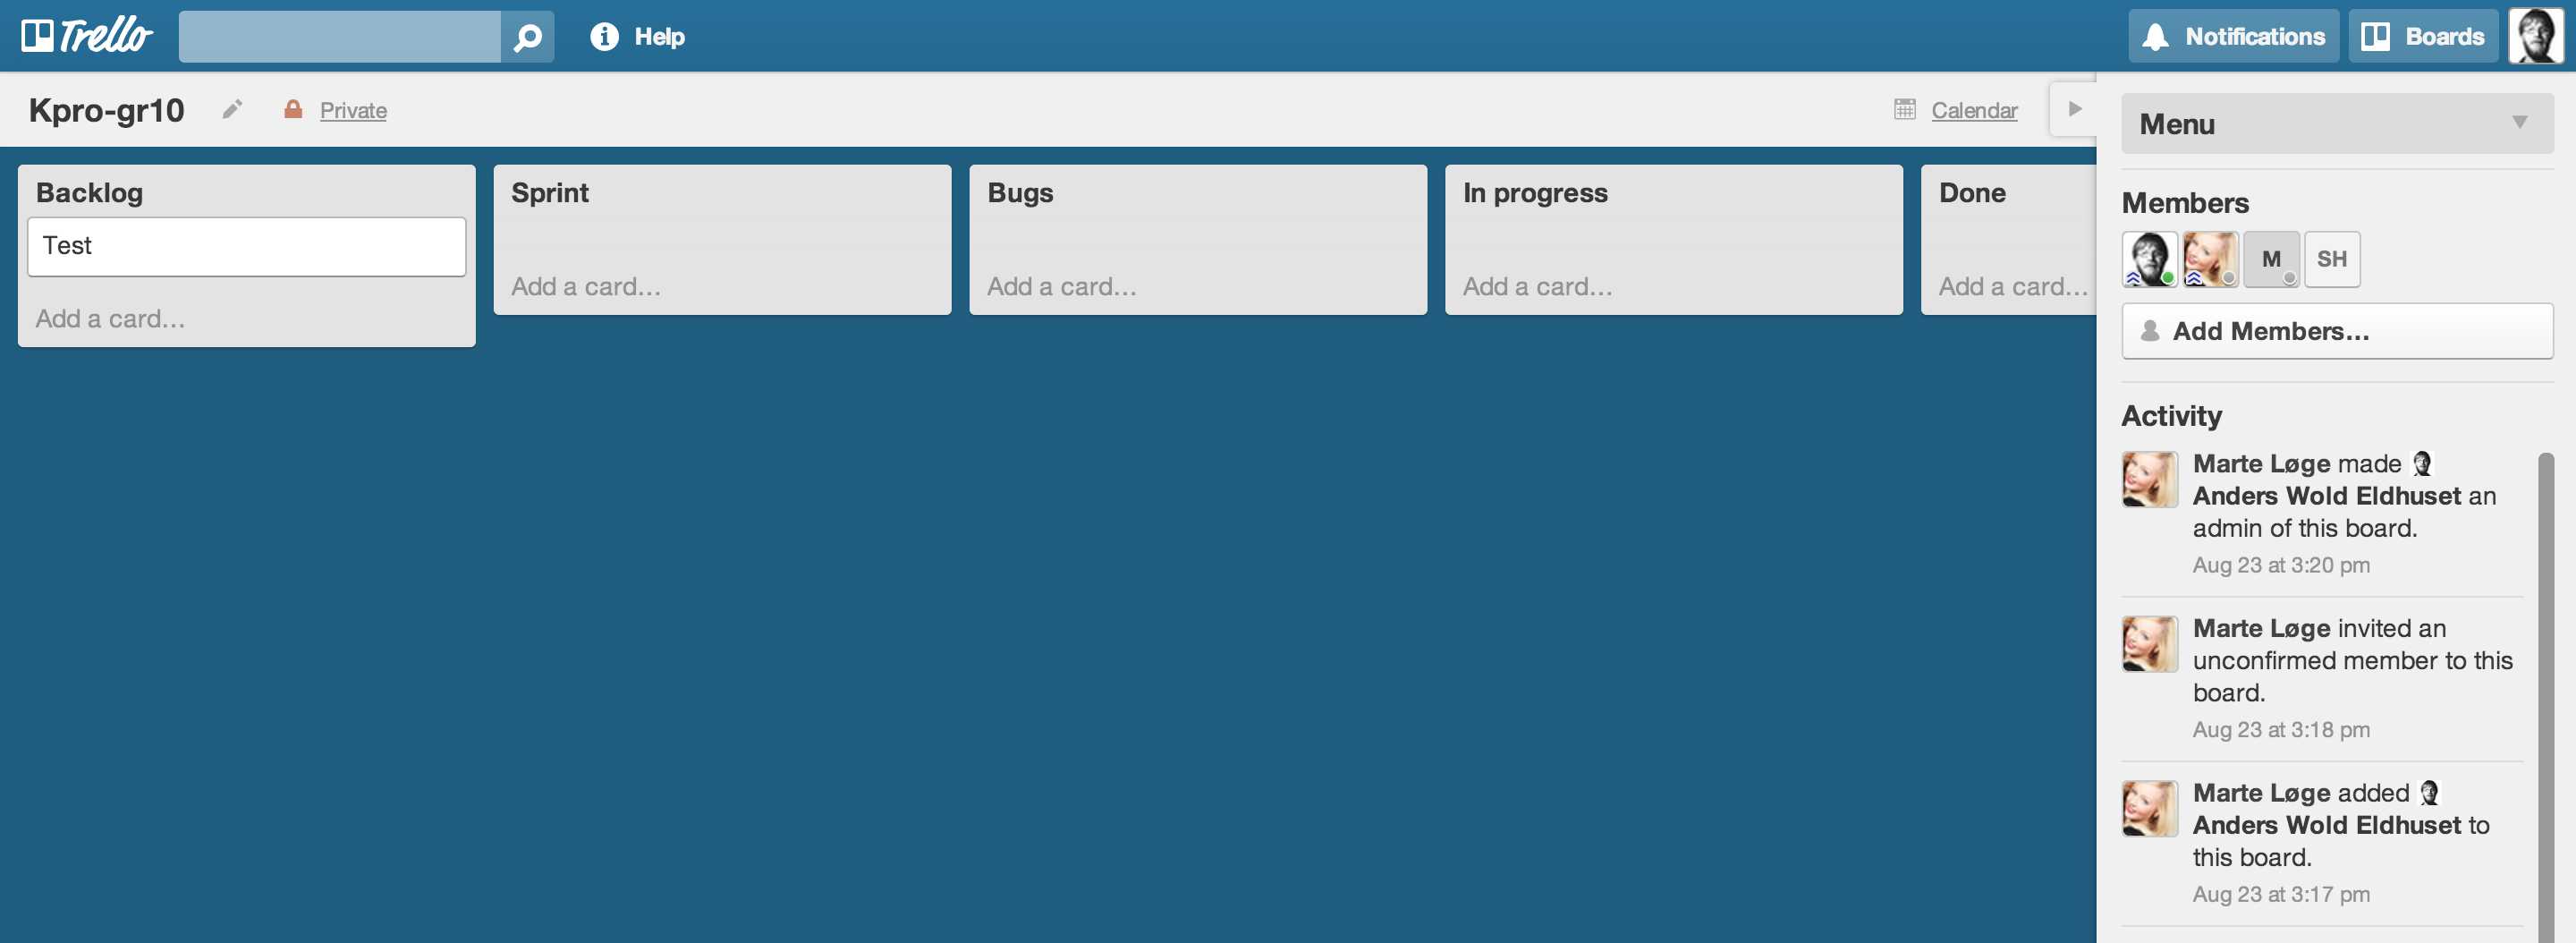 Trello
Help
Notifications
Boards
Kpro-gr10
Private
Calendar
Backlog
Test
Add a card…
Sprint
Add a card…
Bugs
Add a card…
In progress
Add a card…
Done
Add a card…
Menu
Members
M
SH
Add Members…
Activity
Marte Løge made
Anders Wold Eldhuset an
admin of this board.
Aug 23 at 3:20 pm
Marte Løge invited an
unconfirmed member to this
board.
Aug 23 at 3:18 pm
Marte Løge added
Anders Wold Eldhuset to
this board.
Aug 23 at 3:17 pm